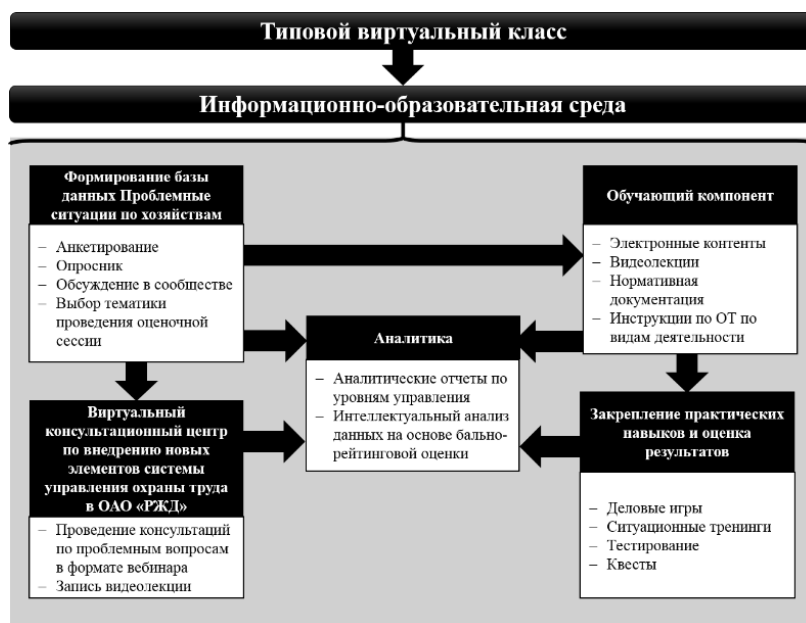 Типовой виртуальный класс
Информационно-образовательная среда
Формирование базы
данных Проблемные
ситуации по хозяйствам
– Анкетирование
– Опросник
– Обсуждение в сообществе
– Выбор тематики
проведения оценочной
сессии
Обучающий компонент
– Электронные контенты
– Видеолекции
– Нормативная
документация
– Инструкции по ОТ по
видам деятельности
Аналитика
– Аналитические отчеты по
уровням управления
– Интеллектуальный анализ
данных на основе бально-
рейтинговой оценки
Виртуальный
консультационный центр
по внедрению новых
элементов системы
управления охраны труда
в ОАО «РЖД»
– Проведение консультаций
по проблемным вопросам
в формате вебинара
– Запись видеолекции
Закрепление практических
навыков и оценка
результатов
– Деловые игры
– Ситуационные тренинги
– Тестирование
– Квесты